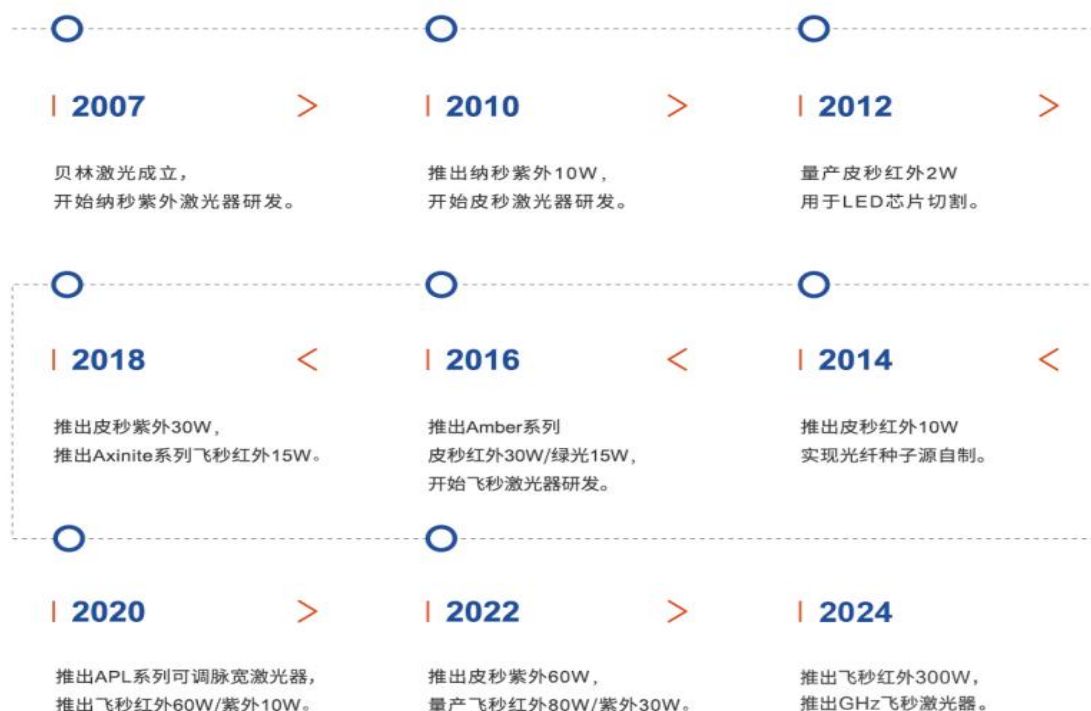 2007
贝林激光成立，
开始纳秒紫外激光器研发。
2010
推出纳秒紫外10W，
开始皮秒激光器研发。
2012
量产皮秒红外2W
用于LED芯片切割。
2014
推出皮秒红外10W
实现光纤种子源自制。
2016
推出Amber系列
皮秒红外30W/绿光15W，
开始飞秒激光器研发。
2018
推出皮秒紫外30W，
推出Axinite系列飞秒红外15W。
2020
推出APL系列可调脉宽激光器，
推出飞秒红外60W/紫外10W。
2022
推出皮秒紫外60W，
量产飞秒红外80W/紫外30W。
2024
推出飞秒红外300W，
推出GHz飞秒激光器。